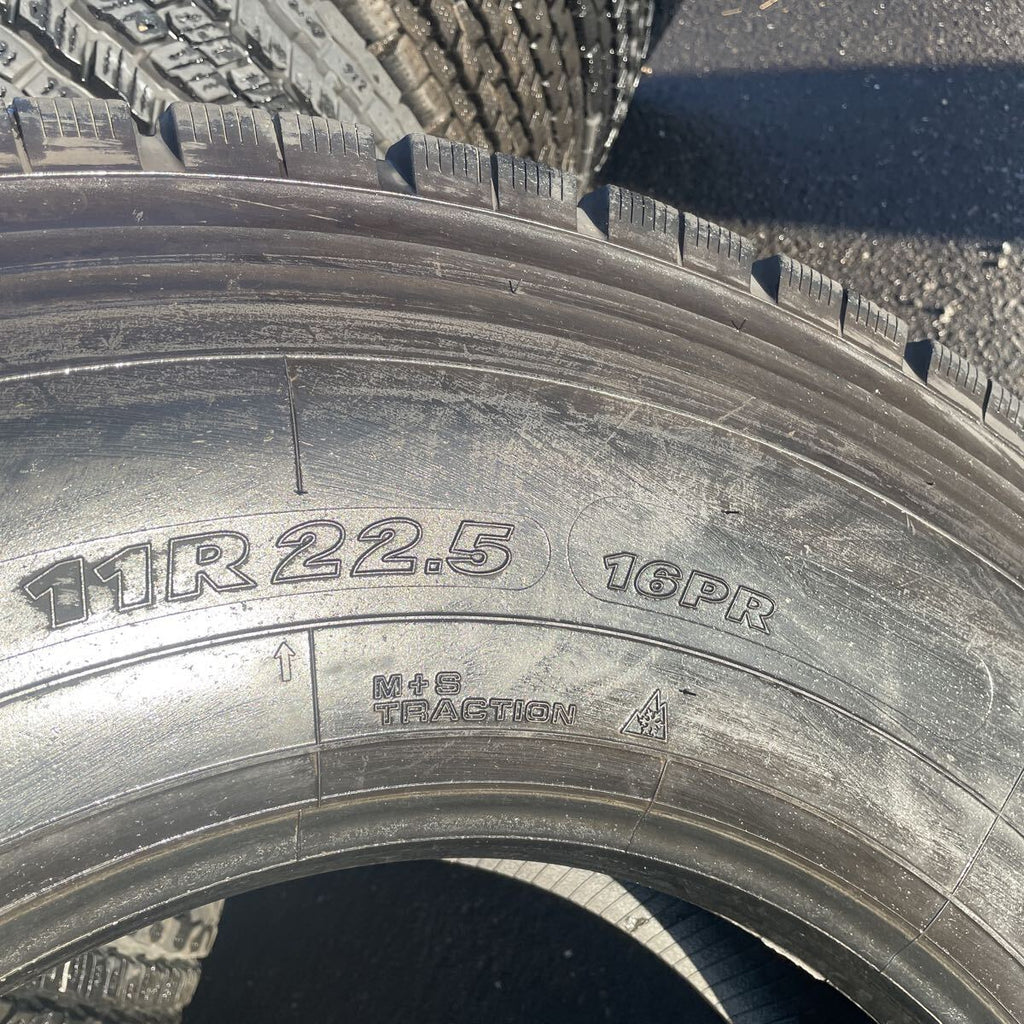 11R22.5
16PR
M+S
TRACTION